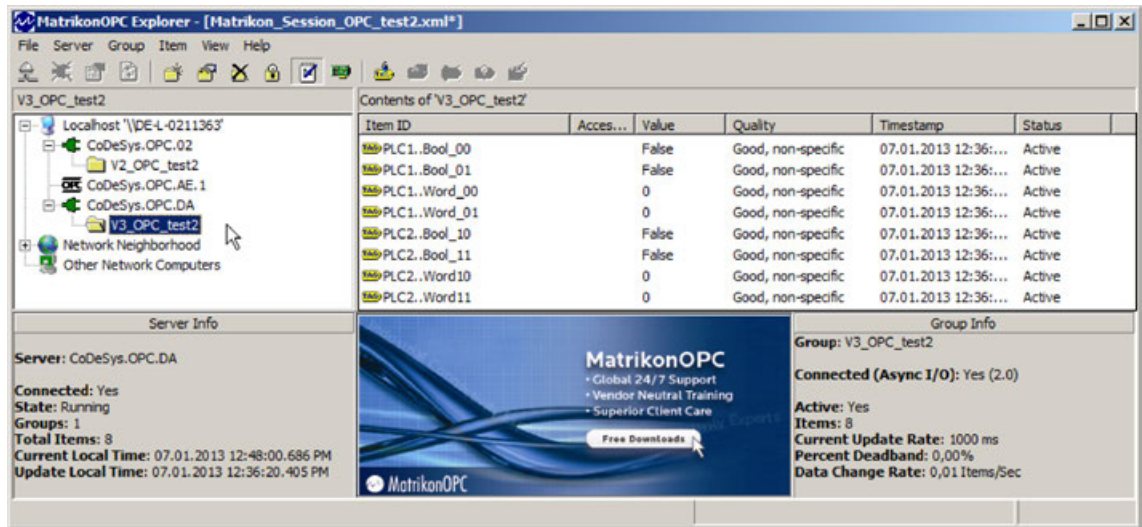 MatrikonOPC Explorer - [Matrikon_Session_OPC_test2.xml*]
File Server Group Item View Help
V3_OPC_test2
Contents of 'V3_OPC_test2'
Localhost '\\DE-L-0211363'
CoDeSys.OPC.02
V2_OPC_test2
OPC CoDeSys.OPC.AE.1
CoDeSys.OPC.DA
V3_OPC_test2
Network Neighborhood
Other Network Computers
Item ID Acces... Value Quality Timestamp Status
TAG PLC1..Bool_00 False Good, non-specific 07.01.2013 12:36:... Active
TAG PLC1..Bool_01 False Good, non-specific 07.01.2013 12:36:... Active
TAG PLC1..Word_00 0 Good, non-specific 07.01.2013 12:36:... Active
TAG PLC1..Word_01 0 Good, non-specific 07.01.2013 12:36:... Active
TAG PLC2..Bool_10 False Good, non-specific 07.01.2013 12:36:... Active
TAG PLC2..Bool_11 False Good, non-specific 07.01.2013 12:36:... Active
TAG PLC2..Word10 0 Good, non-specific 07.01.2013 12:36:... Active
TAG PLC2..Word11 0 Good, non-specific 07.01.2013 12:36:... Active
Server Info
Server: CoDeSys.OPC.DA
Connected: Yes
State: Running
Groups: 1
Total Items: 8
Current Local Time: 07.01.2013 12:48:00.686 PM
Update Local Time: 07.01.2013 12:36:20.405 PM
MatrikonOPC
• Global 24/7 Support
• Vendor Neutral Training
• Superior Client Care
Experts
Free Downloads
MatrikonOPC
Group Info
Group: V3_OPC_test2
Connected (Async I/O): Yes (2.0)
Active: Yes
Items: 8
Current Update Rate: 1000 ms
Percent Deadband: 0,00%
Data Change Rate: 0,01 Items/Sec